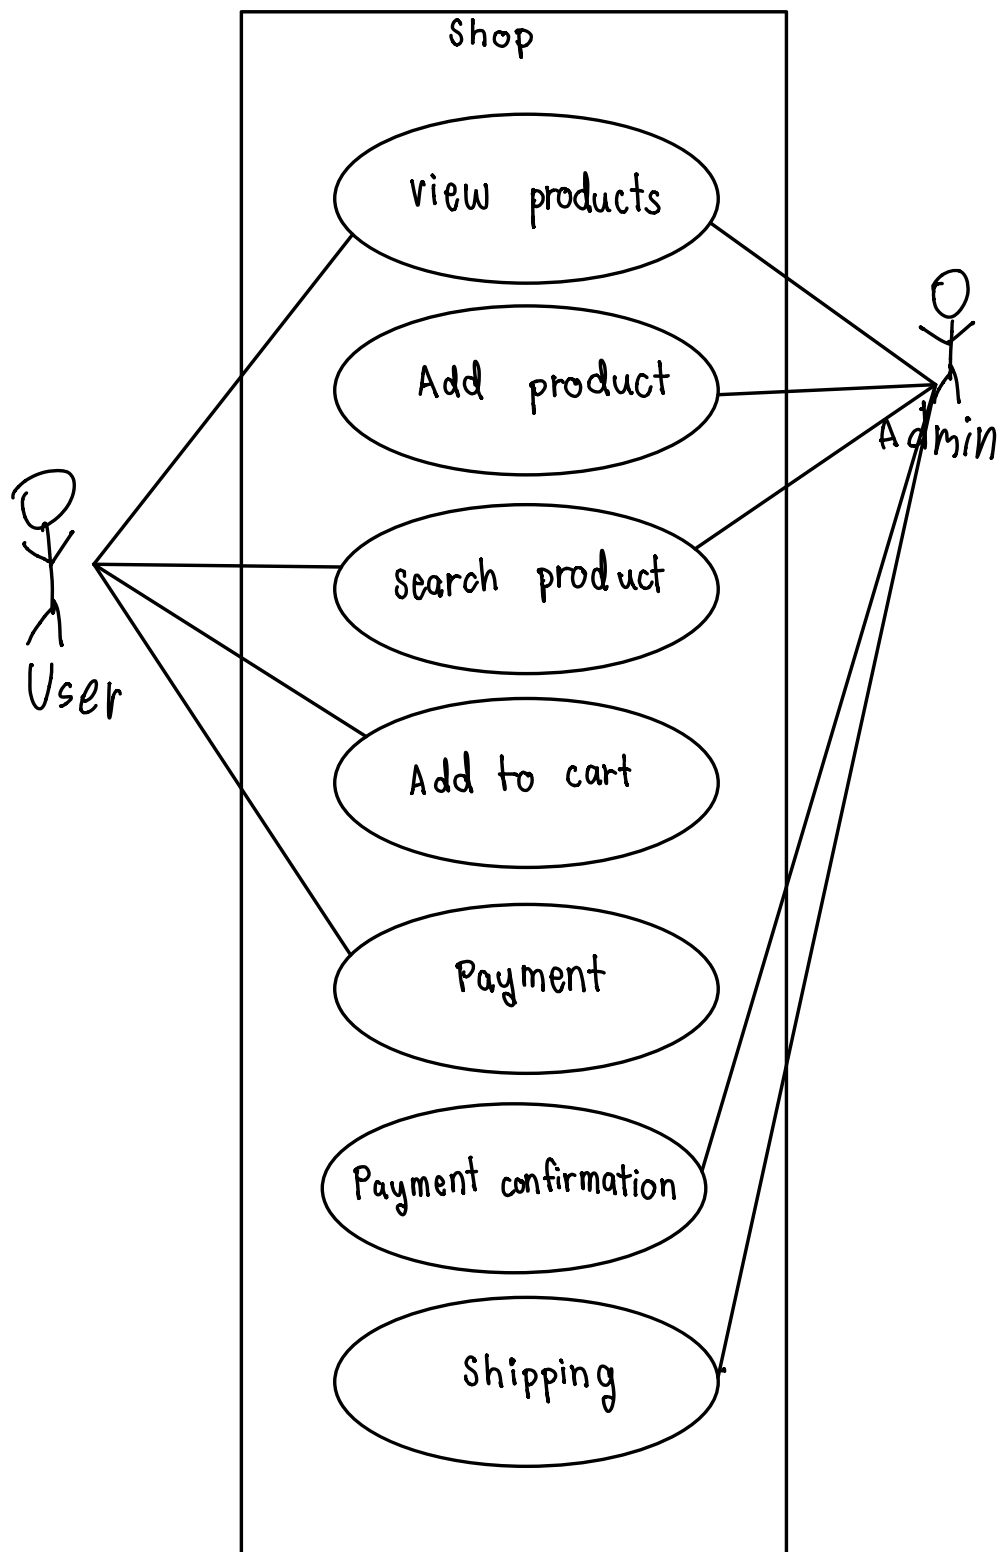 Shop
view products
Add product
Admin
search product
User
Add to cart
Payment
Payment confirmation
Shipping